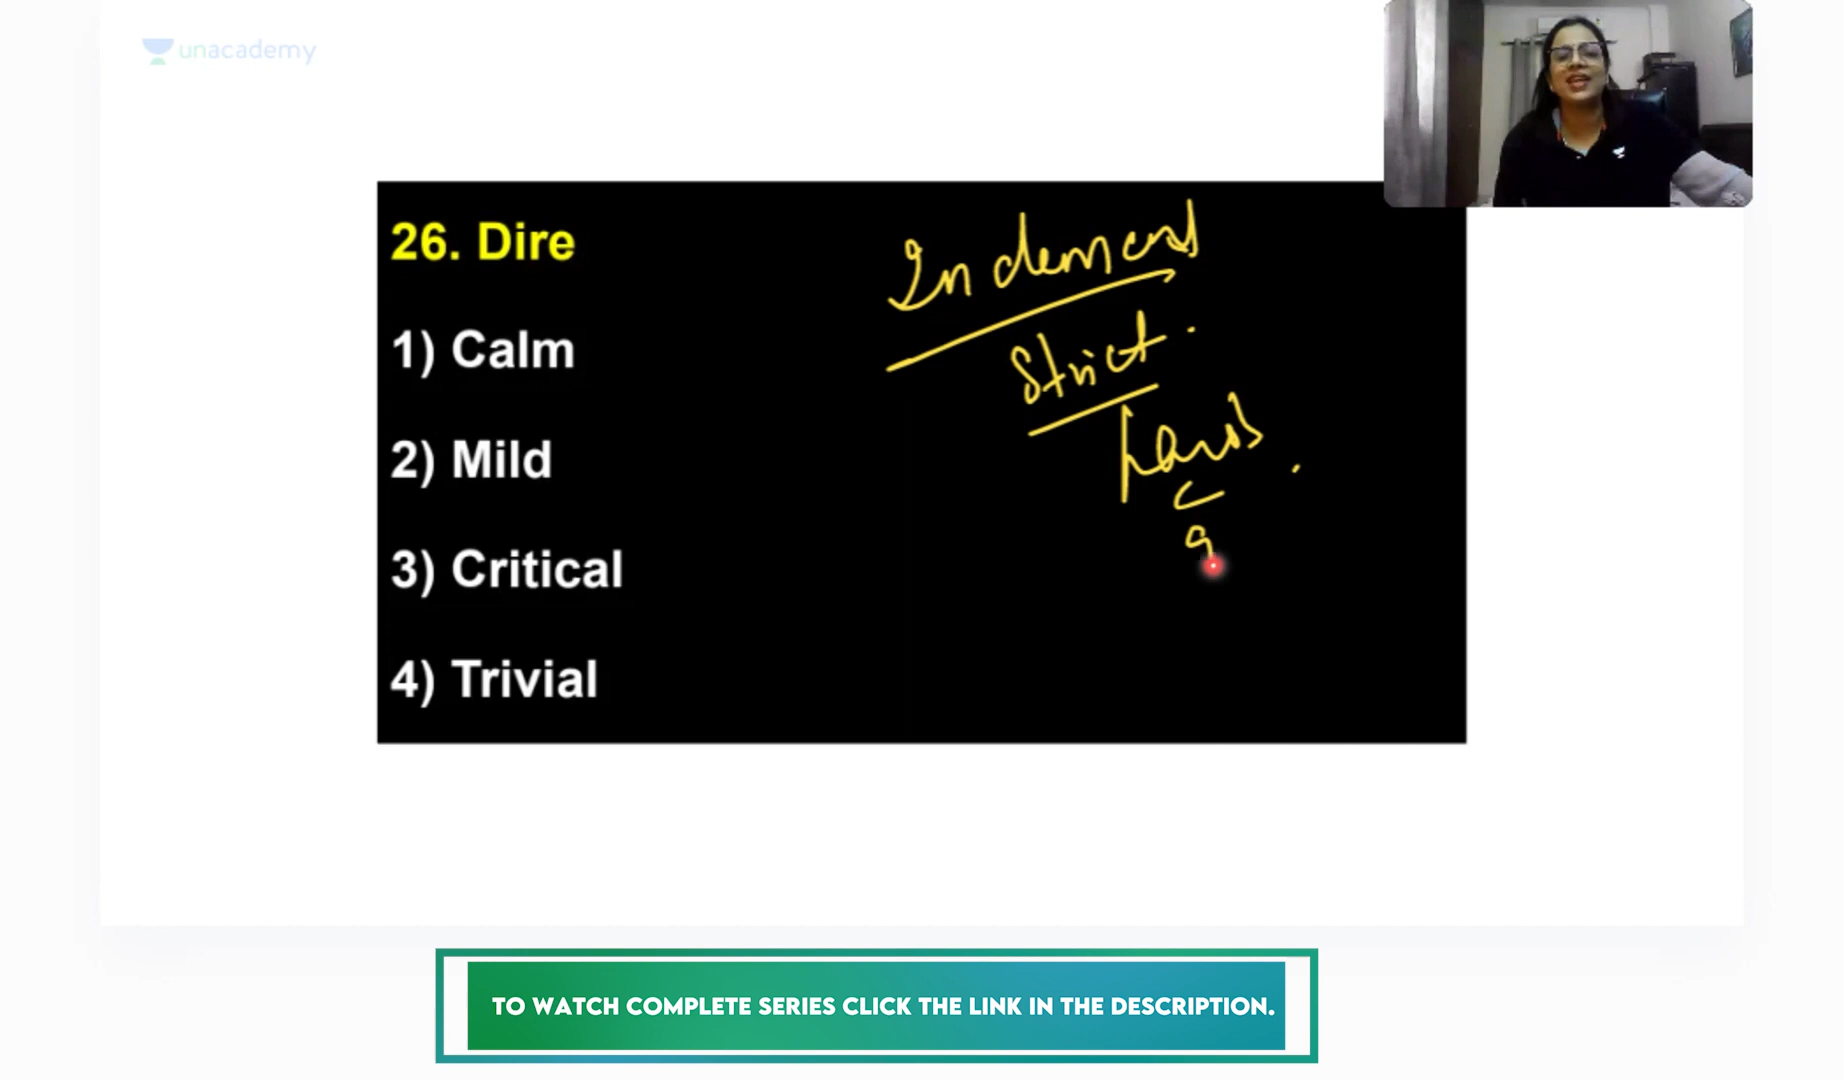 unacademy
26. Dire
1) Calm
2) Mild
3) Critical
4) Trivial
Strict.
TO WATCH COMPLETE SERIES CLICK THE LINK IN THE DESCRIPTION.